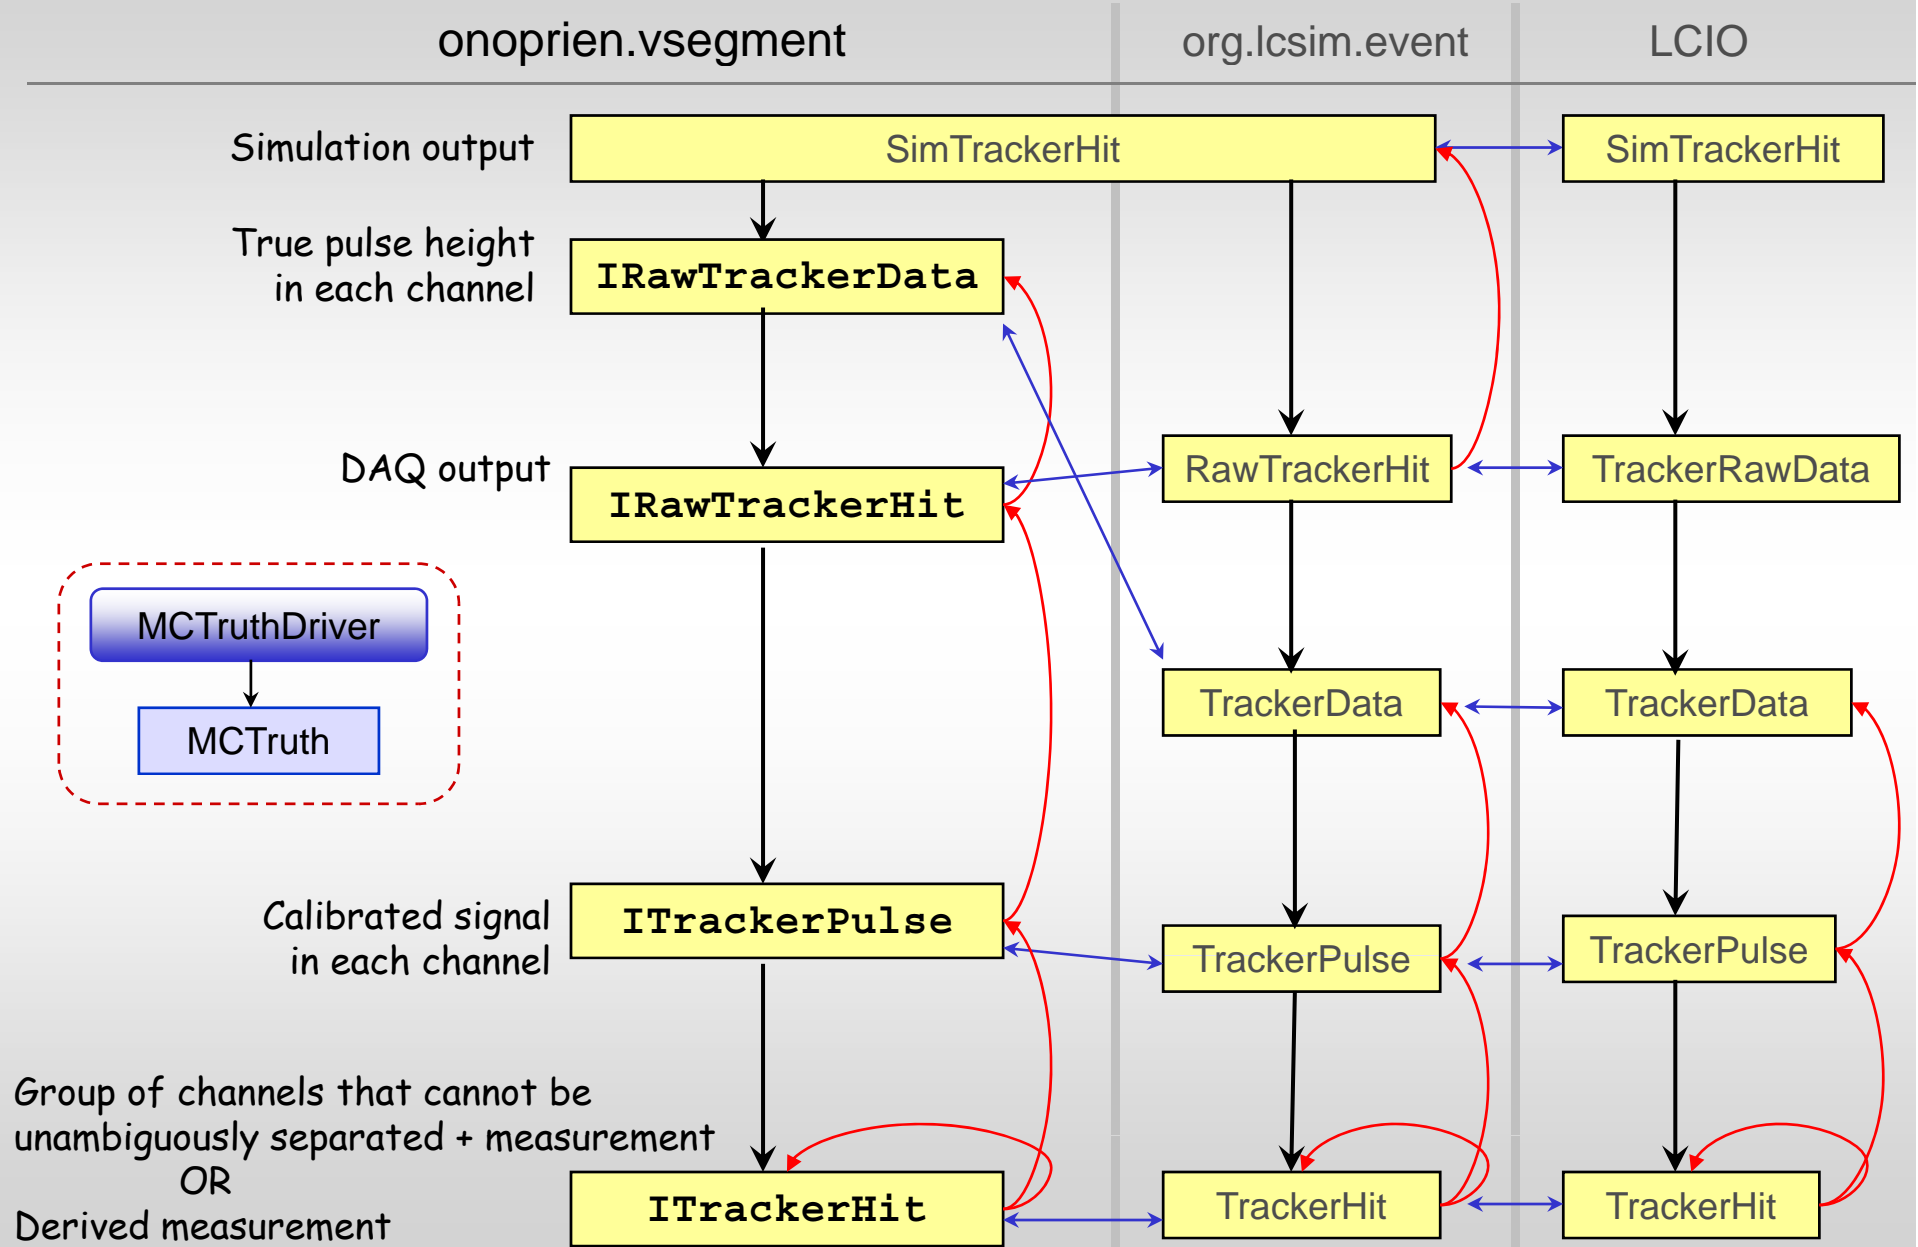 onoprien.vsegment
org.lcsim.event
LCIO
Simulation output
SimTrackerHit
SimTrackerHit
True pulse height
in each channel
IRawTrackerData
DAQ output
IRawTrackerHit
RawTrackerHit
TrackerRawData
MCTruthDriver
MCTruth
TrackerData
TrackerData
Calibrated signal
in each channel
ITrackerPulse
TrackerPulse
TrackerPulse
Group of channels that cannot be
unambiguously separated + measurement
OR
Derived measurement
ITrackerHit
TrackerHit
TrackerHit